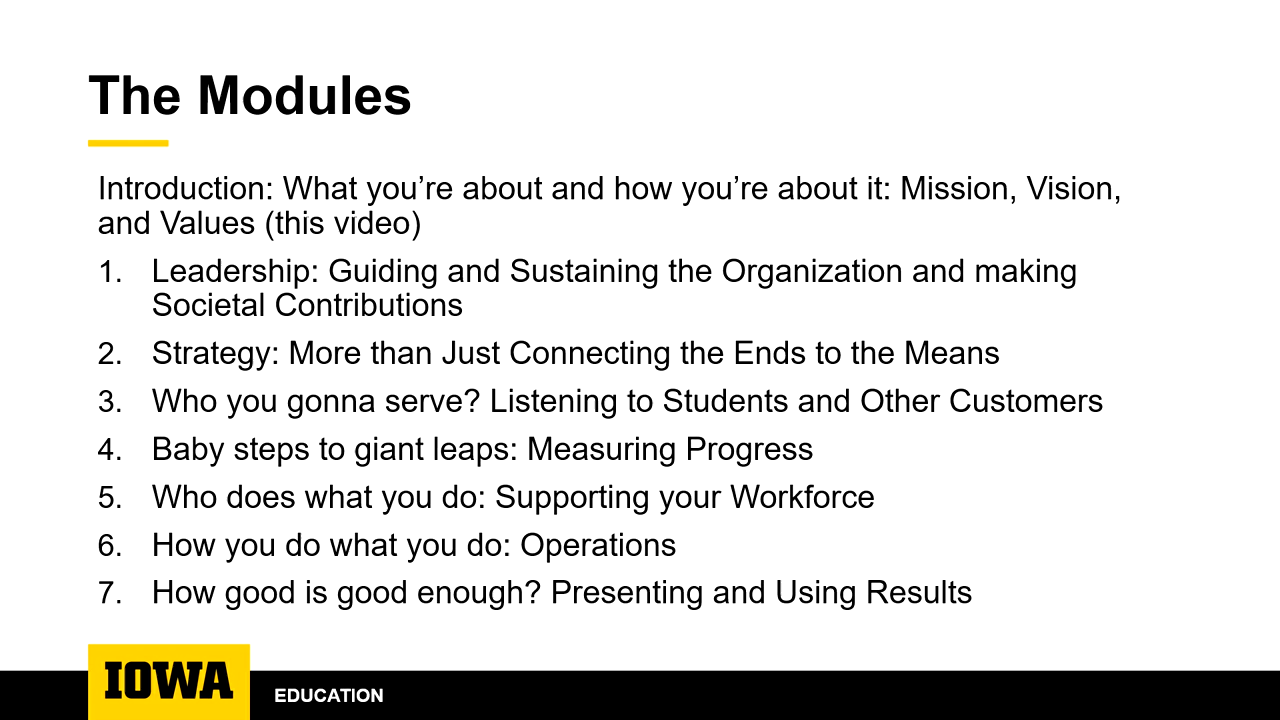 The Modules
Introduction: What you’re about and how you’re about it: Mission, Vision,
and Values (this video)
1. Leadership: Guiding and Sustaining the Organization and making
Societal Contributions
2. Strategy: More than Just Connecting the Ends to the Means
3. Who you gonna serve? Listening to Students and Other Customers
4. Baby steps to giant leaps: Measuring Progress
5. Who does what you do: Supporting your Workforce
6. How you do what you do: Operations
7. How good is good enough? Presenting and Using Results
IOWA
EDUCATION